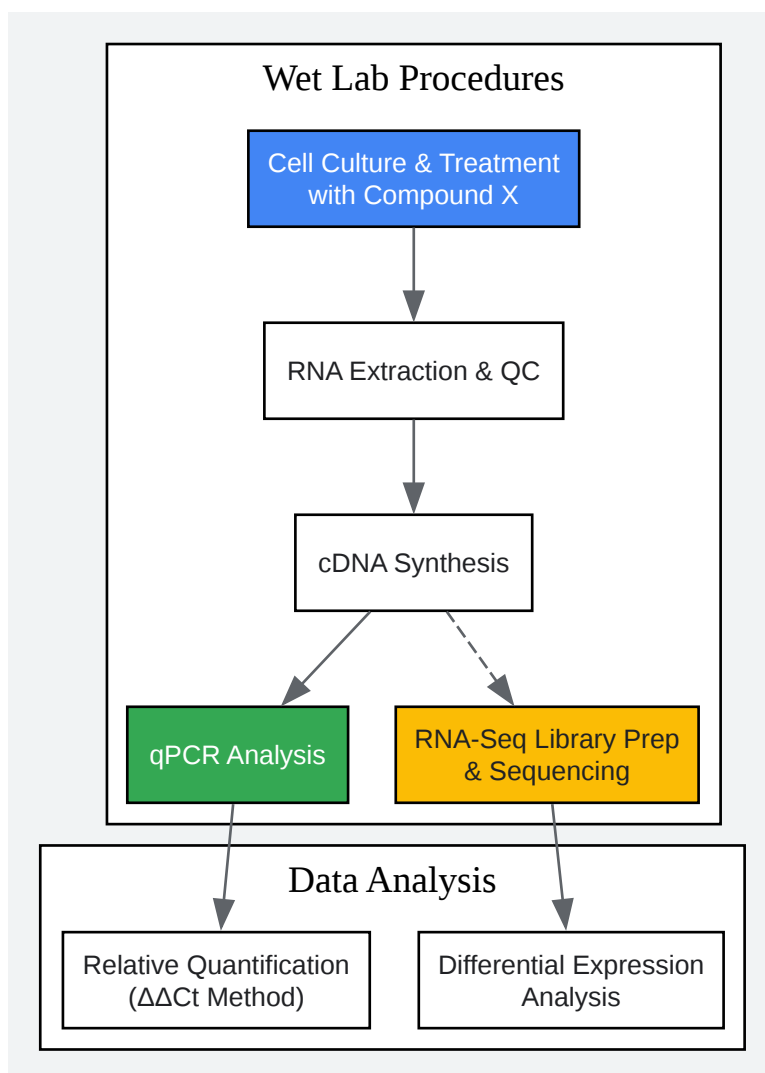 Wet Lab Procedures
Cell Culture & Treatment
with Compound X
RNA Extraction & QC
cDNA Synthesis
qPCR Analysis
RNA-Seq Library Prep
& Sequencing
Data Analysis
Relative Quantification
(ΔΔCt Method)
Differential Expression
Analysis